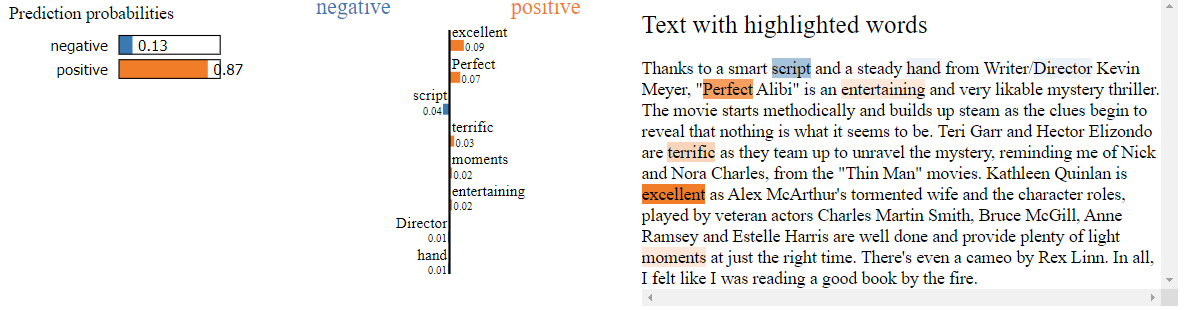 Prediction probabilities
negative 0.13
positive 0.87
negative positive
excellent
0.09
Perfect
0.07
script
0.04
terrific
0.03
moments
0.02
entertaining
0.02
Director
0.01
hand
0.01
Text with highlighted words
Thanks to a smart script and a steady hand from Writer/Director Kevin
Meyer, "Perfect Alibi" is an entertaining and very likable mystery thriller.
The movie starts methodically and builds up steam as the clues begin to
reveal that nothing is what it seems to be. Teri Garr and Hector Elizondo
are terrific as they team up to unravel the mystery, reminding me of Nick
and Nora Charles, from the "Thin Man" movies. Kathleen Quinlan is
excellent as Alex McArthur's tormented wife and the character roles,
played by veteran actors Charles Martin Smith, Bruce McGill, Anne
Ramsey and Estelle Harris are well done and provide plenty of light
moments at just the right time. There's even a cameo by Rex Linn. In all,
I felt like I was reading a good book by the fire.